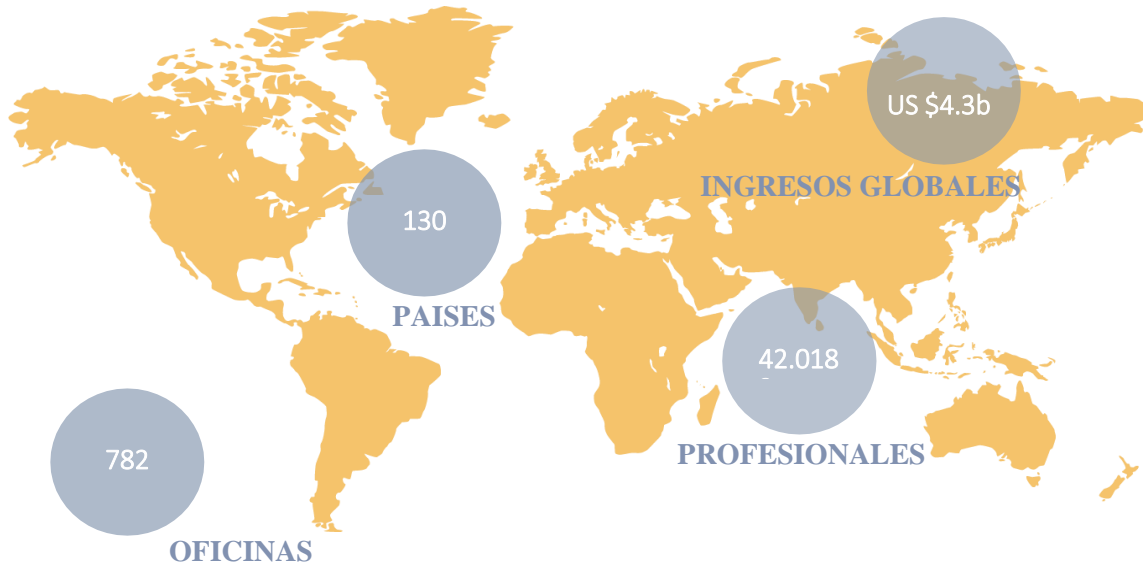 US $4.3b
INGRESOS GLOBALES
130
PAISES
42.018
PROFESIONALES
782
OFICINAS